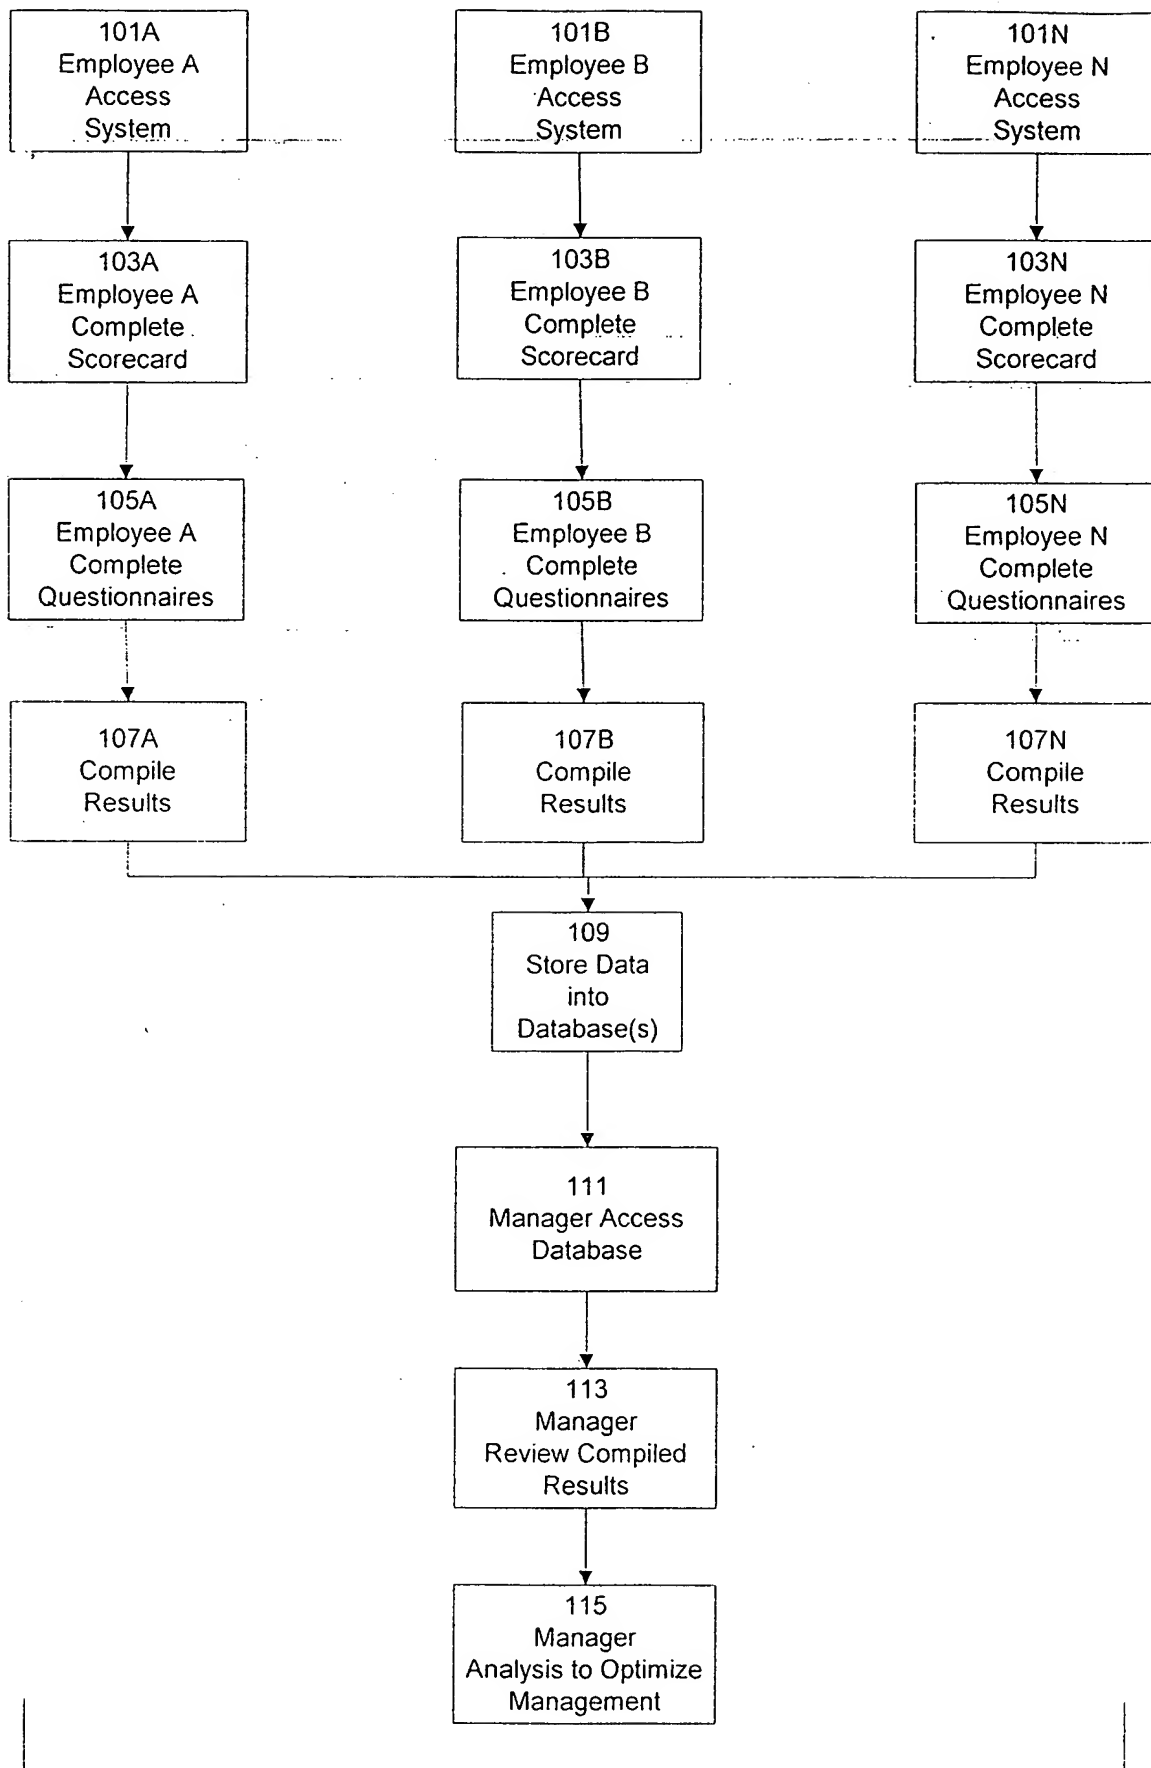 101A
Employee A
Access
System
101B
Employee B
Access
System
101N
Employee N
Access
System
103A
Employee A
Complete
Scorecard
103B
Employee B
Complete
Scorecard
103N
Employee N
Complete
Scorecard
105A
Employee A
Complete
Questionnaires
105B
Employee B
Complete
Questionnaires
105N
Employee N
Complete
Questionnaires
107A
Compile
Results
107B
Compile
Results
107N
Compile
Results
109
Store Data
into
Database(s)
111
Manager Access
Database
113
Manager
Review Compiled
Results
115
Manager
Analysis to Optimize
Management